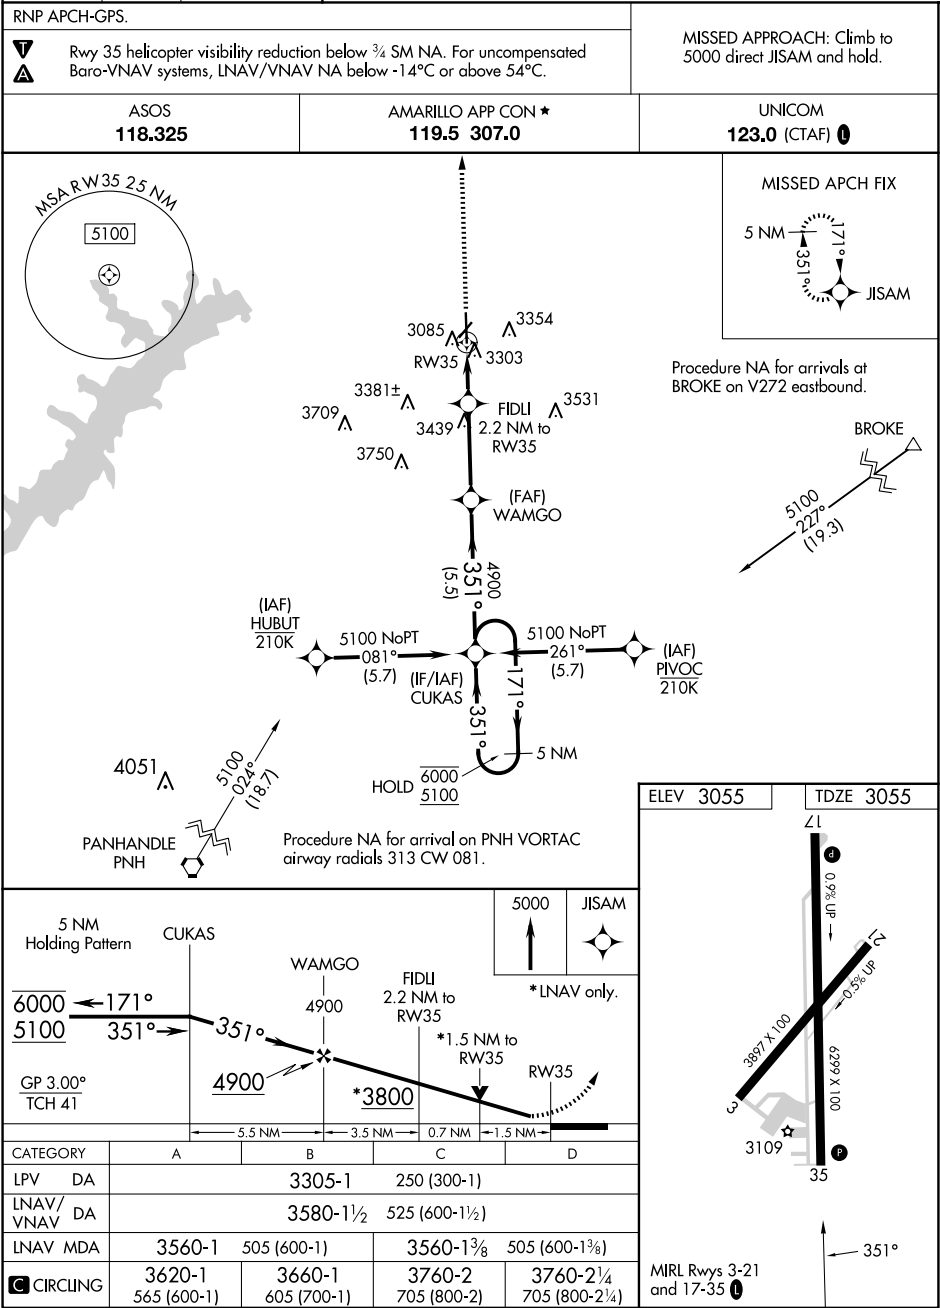 RNP APCH-GPS.
T
A
Rwy 35 helicopter visibility reduction below ¾ SM NA. For uncompensated
Baro-VNAV systems, LNAV/VNAV NA below -14°C or above 54°C.
MISSED APPROACH: Climb to
5000 direct JISAM and hold.
ASOS
118.325
AMARILLO APP CON ★
119.5 307.0
UNICOM
123.0 (CTAF) L
MSA RW35 25 NM
5100
MISSED APCH FIX
5 NM
171°
351°
JISAM
3085
3354
RW35
3303
Procedure NA for arrivals at
BROKE on V272 eastbound.
3381±
3709
3439
FIDLI
2.2 NM to
RW35
3531
3750
BROKE
5100
227°
(19.3)
(FAF)
WAMGO
4900
351°
(5.5)
(IAF)
HUBUT
210K
5100 NoPT
081°
(5.7)
(IF/IAF)
CUKAS
5100 NoPT
261°
(5.7)
(IAF)
PIVOC
210K
171°
351°
5 NM
HOLD
6000
5100
4051
5100
024°
(18.7)
PANHANDLE
PNH
Procedure NA for arrival on PNH VORTAC
airway radials 313 CW 081.
ELEV 3055
TDZE 3055
17
P
0.9% UP
21
0.5% UP
3897 X 100
6299 X 100
3
3109
P
35
351°
MIRL Rwys 3-21
and 17-35 L
5 NM
Holding Pattern
CUKAS
WAMGO
4900
FIDLI
2.2 NM to
RW35
5000
JISAM
*LNAV only.
*1.5 NM to
RW35
RW35
6000
5100
171°
351°
351°
GP 3.00°
TCH 41
4900
*3800
5.5 NM
3.5 NM
0.7 NM
1.5 NM
CATEGORY A B C D
LPV DA 3305-1 250 (300-1)
LNAV/
VNAV DA 3580-1½ 525 (600-1½)
LNAV MDA 3560-1 505 (600-1) 3560-1⅜ 505 (600-1⅜)
C CIRCLING 3620-1 3660-1 3760-2 3760-2¼
565 (600-1) 605 (700-1) 705 (800-2) 705 (800-2¼)